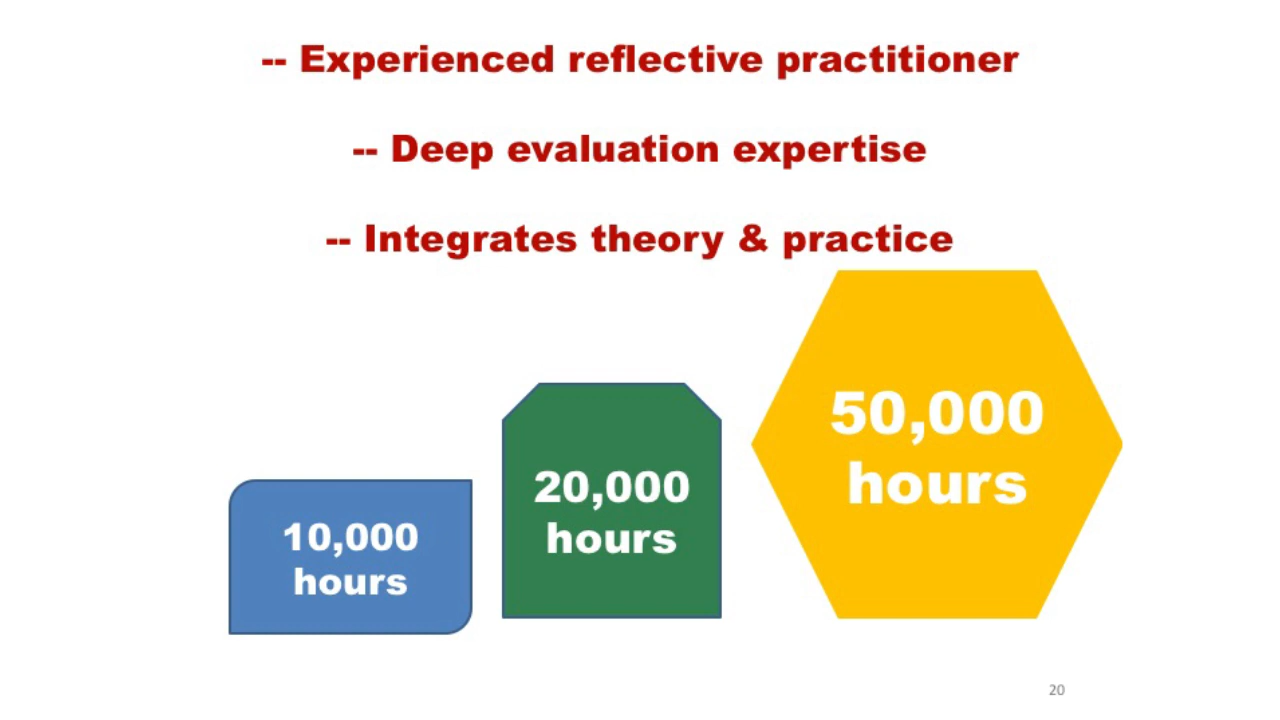 -- Experienced reflective practitioner
-- Deep evaluation expertise
-- Integrates theory & practice
10,000
hours
20,000
hours
50,000
hours
20